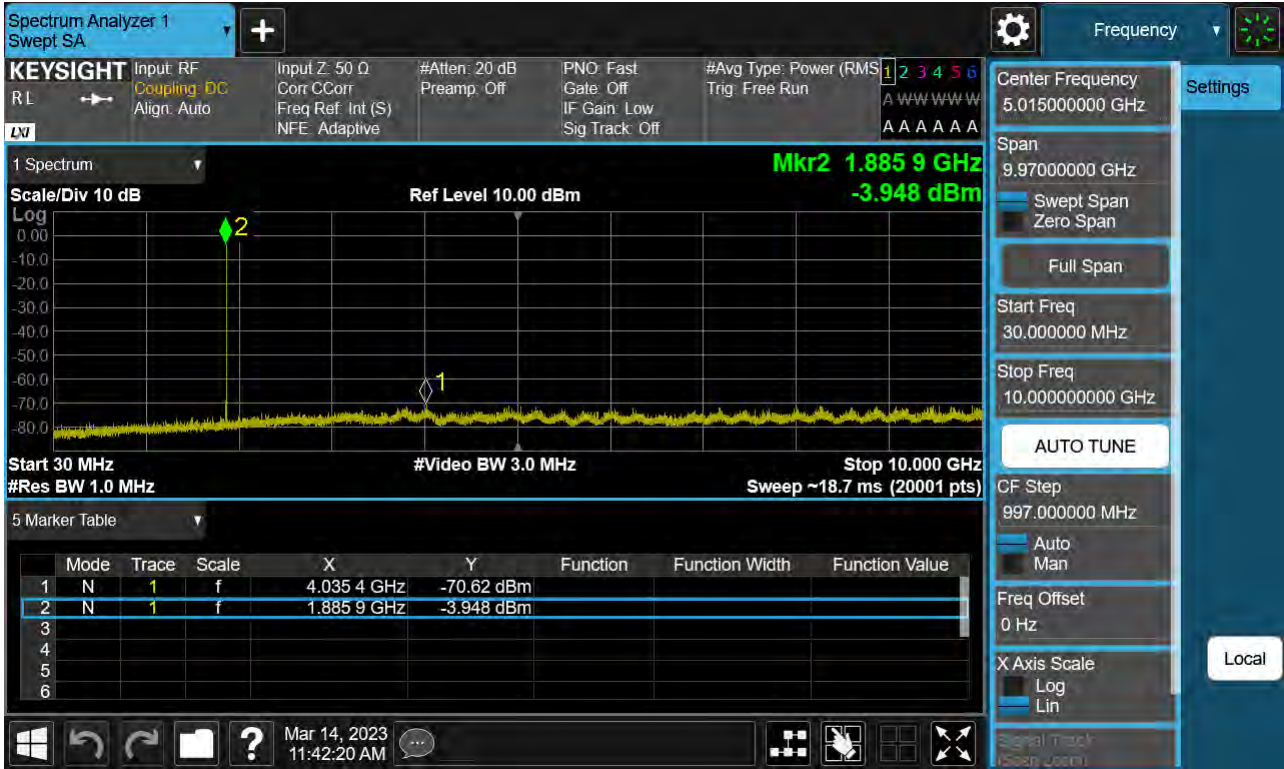 Spectrum Analyzer 1
Swept SA
Frequency
KEYSIGHT
R L
LXI
Input: RF
Coupling: DC
Align: Auto
Input Z: 50 Ω
Corr CCorr
Freq Ref: Int (S)
NFE: Adaptive
#Atten: 20 dB
Preamp: Off
PNO: Fast
Gate: Off
IF Gain: Low
Sig Track: Off
#Avg Type: Power (RMS
Trig: Free Run
1 2 3 4 5 6
A W W W W W
A A A A A A
1 Spectrum
Scale/Div 10 dB
Ref Level 10.00 dBm
Mkr2 1.885 9 GHz
-3.948 dBm
Log
0.00
-10.0
-20.0
-30.0
-40.0
-50.0
-60.0
-70.0
-80.0
2
1
Start 30 MHz
#Video BW 3.0 MHz
Stop 10.000 GHz
#Res BW 1.0 MHz
Sweep ~18.7 ms (20001 pts)
5 Marker Table
Mode Trace Scale X Y Function Function Width Function Value
1 N 1 f 4.035 4 GHz -70.62 dBm
2 N 1 f 1.885 9 GHz -3.948 dBm
3
4
5
6
Mar 14, 2023
11:42:20 AM
Center Frequency
5.015000000 GHz
Settings
Span
9.97000000 GHz
Swept Span
Zero Span
Full Span
Start Freq
30.000000 MHz
Stop Freq
10.000000000 GHz
AUTO TUNE
CF Step
997.000000 MHz
Auto
Man
Freq Offset
0 Hz
X Axis Scale
Log
Lin
Local
Signal Track
(Span Zoom)